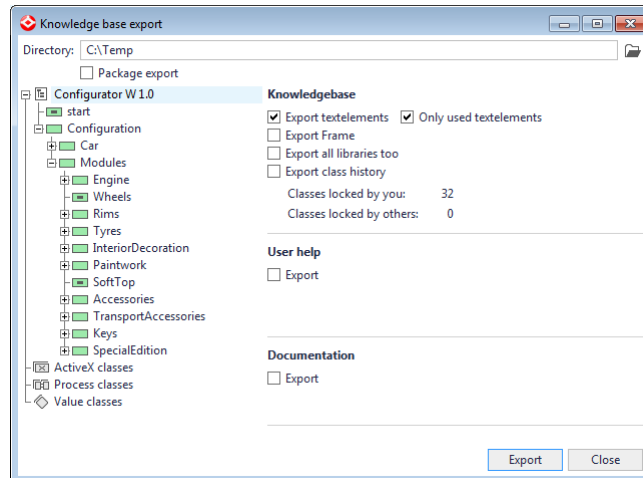 Knowledge base export
Directory: C:\Temp
Package export
Configurator W 1.0
start
Configuration
Car
Modules
Engine
Wheels
Rims
Tyres
InteriorDecoration
Paintwork
SoftTop
Accessories
TransportAccessories
Keys
SpecialEdition
ActiveX classes
Process classes
Value classes
Knowledgebase
Export textelements Only used textelements
Export Frame
Export all libraries too
Export class history
Classes locked by you: 32
Classes locked by others: 0
User help
Export
Documentation
Export
Export Close